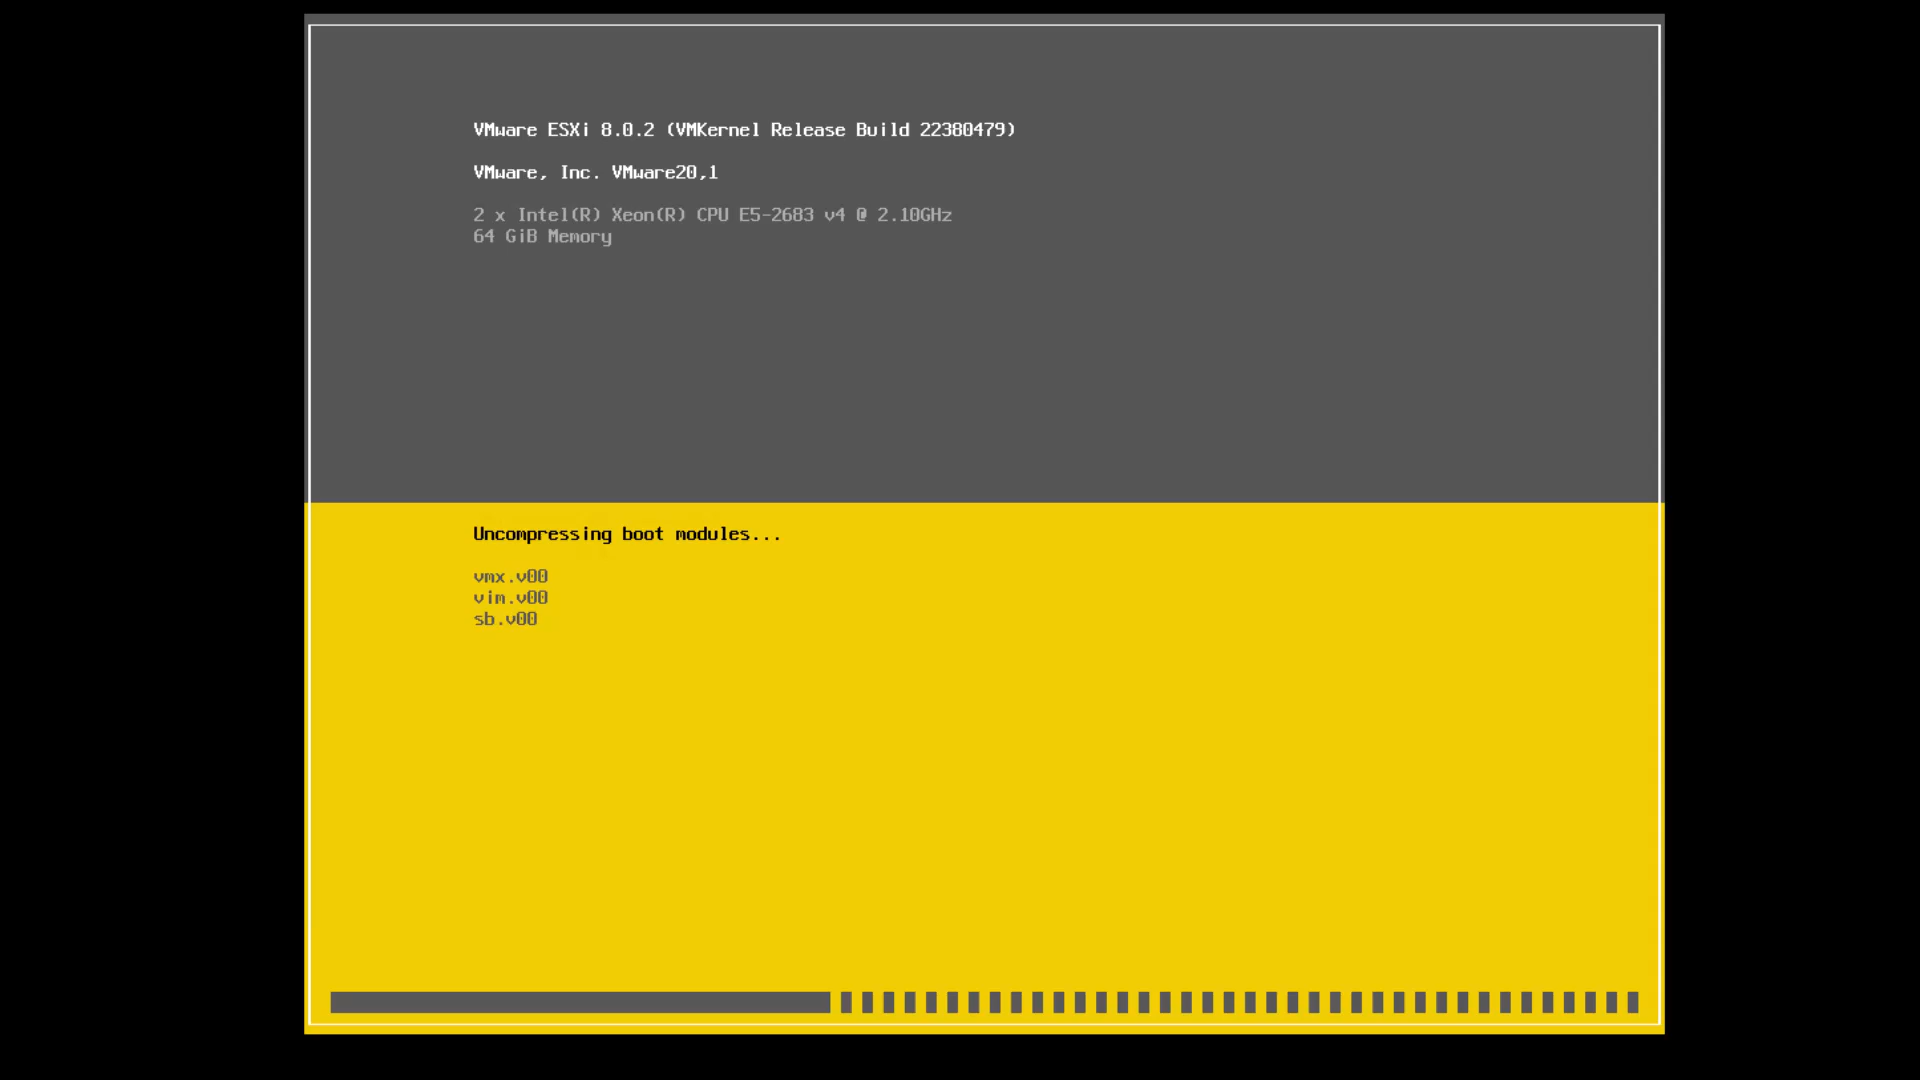 VMware ESXi 8.0.2 (VMKernel Release Build 22380479)
VMware, Inc. VMware20,1
2 x Intel(R) Xeon(R) CPU E5-2683 v4 @ 2.10GHz
64 GiB Memory
Uncompressing boot modules...
vmx.v00
vim.v00
sb.v00